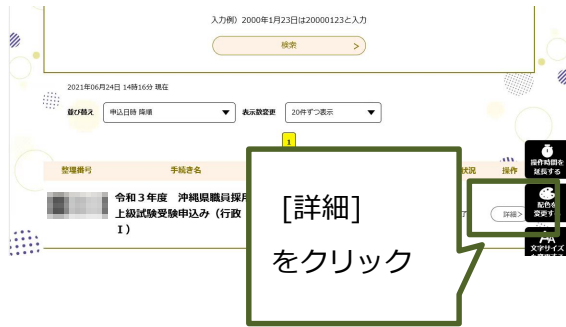 入力例）2000年1月23日は20000123と入力
検索
2021年06月24日 14時16分 現在
並び替え 申込日時 降順 表示数変更 20件ずつ表示
1
整理番号 手続き名 状況 操作
令和３年度 沖縄県職員採用
上級試験受験申込み（行政
Ｉ）
了
詳細
[詳細]
をクリック
操作時間を
延長する
配色を
変更する
文字サイズ